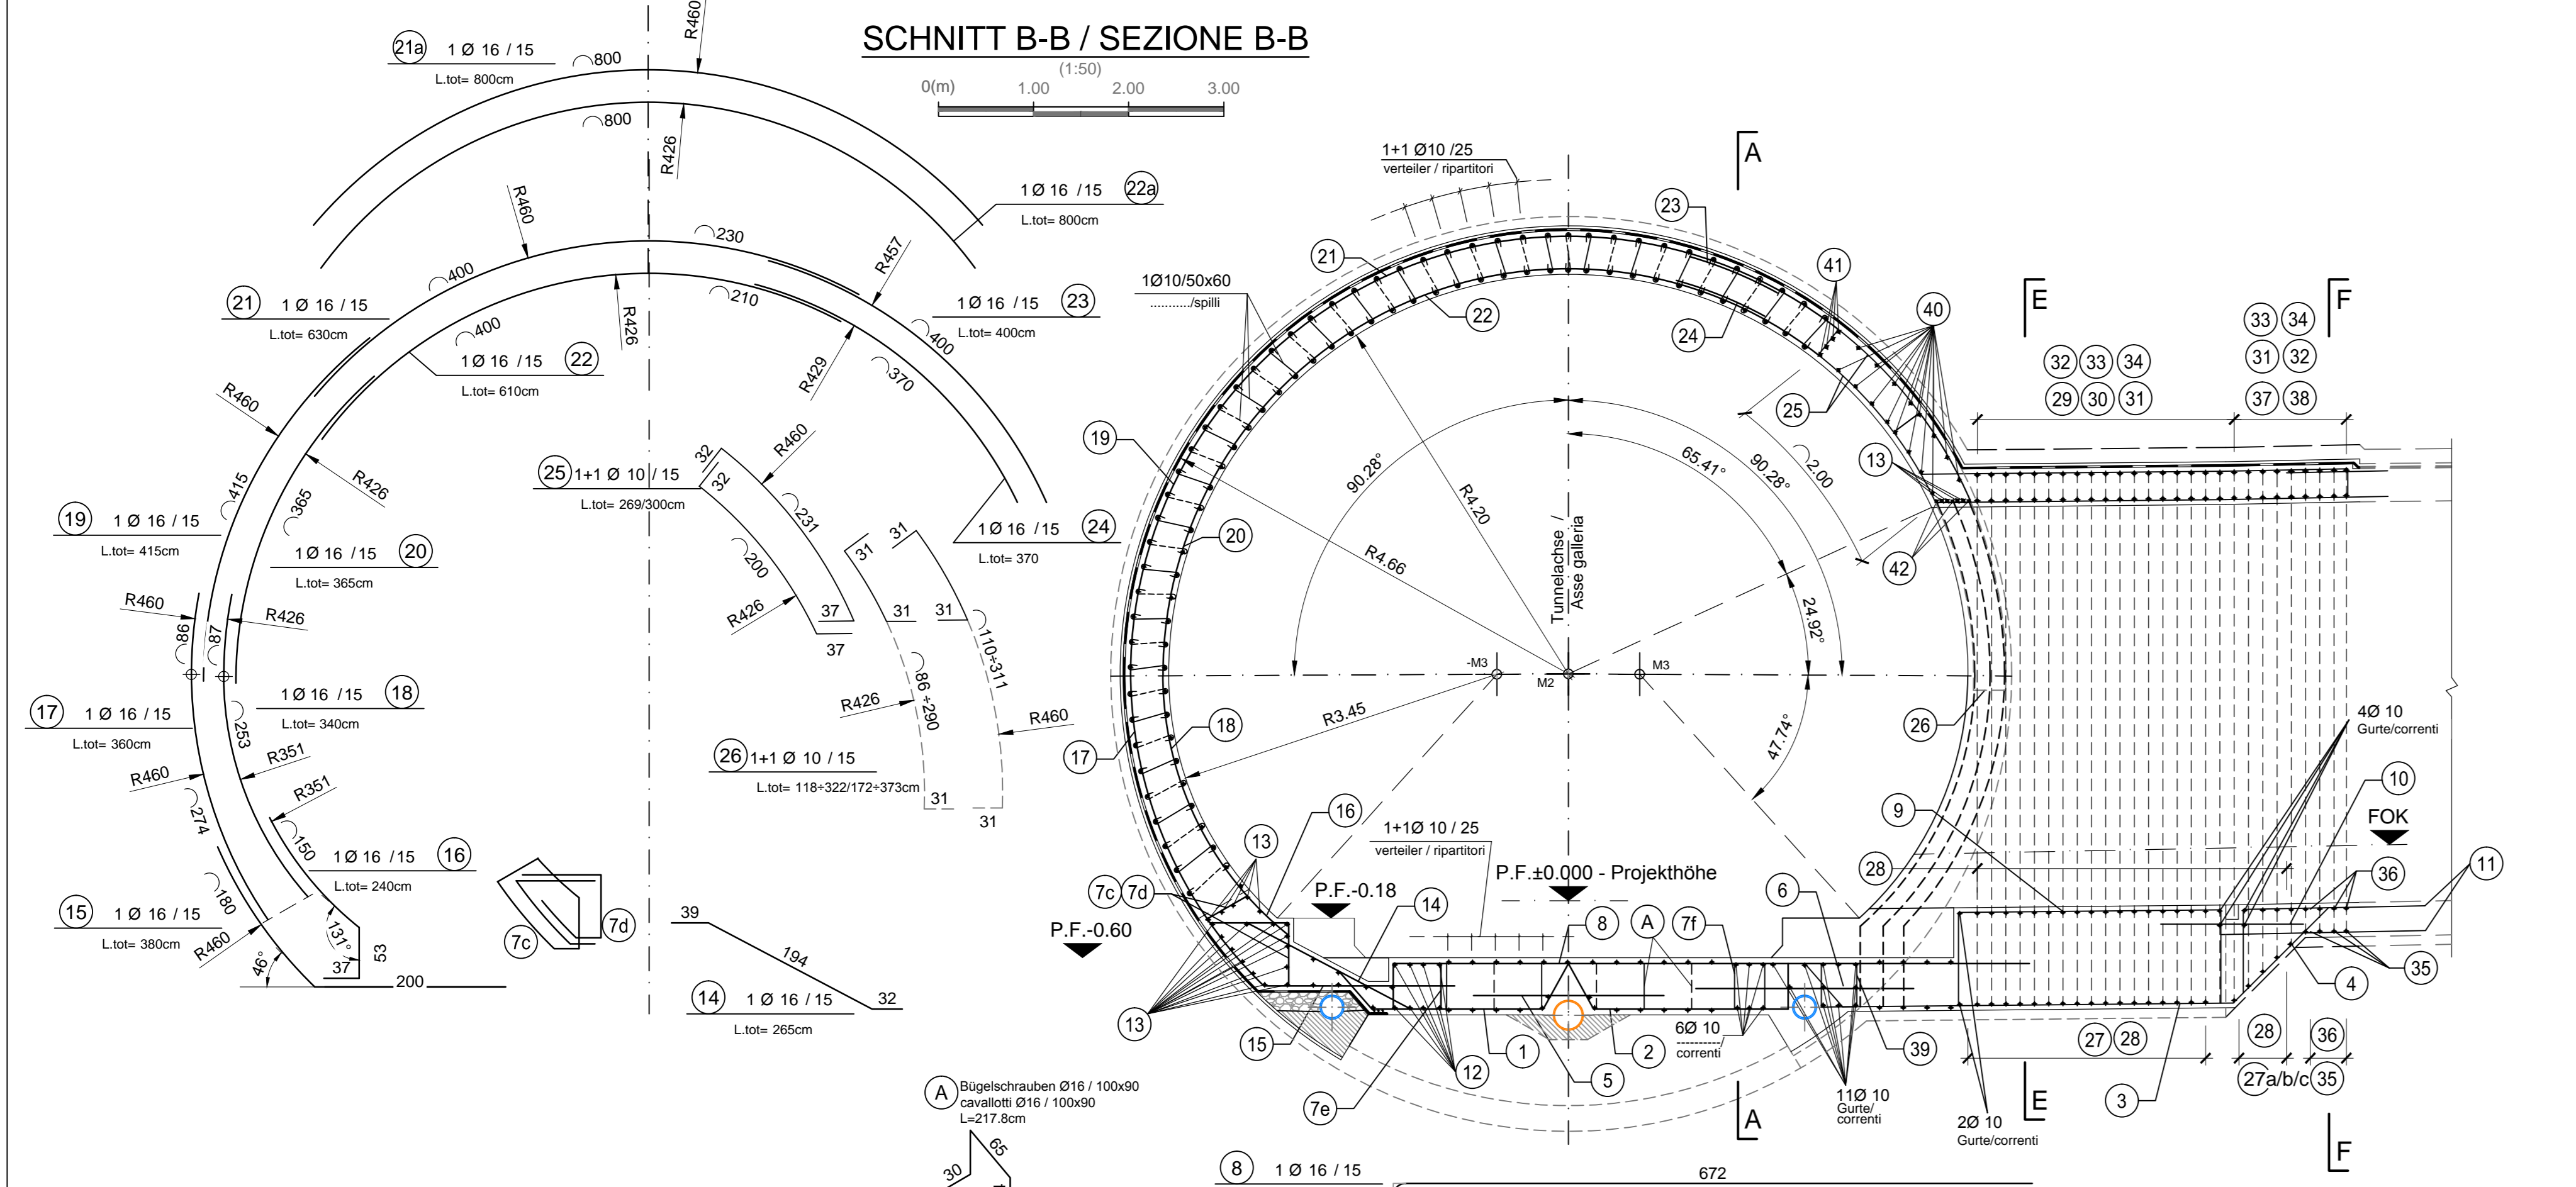 SCHNITT B-B / SEZIONE B-B
(1:50)
0(m) 1.00 2.00 3.00
21a 1 Ø 16 / 15
L.tot= 800cm
800
R460
800
R426
1 Ø 16 / 15 22a
L.tot= 800cm
R460
230
R457
400
210
21 1 Ø 16 / 15
L.tot= 630cm
400
R426
1 Ø 16 / 15 22
L.tot= 610cm
1 Ø 16 / 15 23
L.tot= 400cm
400
R429
370
R460
R426
415
365
25 1+1 Ø 10 / 15
L.tot= 269/300cm
32
32
R460
231
200
R426
37
37
1 Ø 16 / 15 24
L.tot= 370
19 1 Ø 16 / 15
L.tot= 415cm
1 Ø 16 / 15 20
L.tot= 365cm
R460
R426
86
87
31
31
31
31
110÷311
86 ÷290
R426
R460
31
31
26 1+1 Ø 10 / 15
L.tot= 118÷322/172÷373cm
17 1 Ø 16 / 15
L.tot= 360cm
1 Ø 16 / 15 18
L.tot= 340cm
253
R351
R460
R351
274
150
1 Ø 16 / 15 16
L.tot= 240cm
180
15 1 Ø 16 / 15
L.tot= 380cm
R460
131°
53
46°
37
200
7c
7d
39
194
32
14 1 Ø 16 / 15
L.tot= 265cm
A Bügelschrauben Ø16 / 100x90
cavallotti Ø16 / 100x90
L=217.8cm
65
30
8 1 Ø 16 / 15
672
1+1 Ø10 /25
verteiler / ripartitori
A
23
21
41
1Ø10/50x60
.........../spilli
22
24
40
E
F
33 34
32 33 34
31 32
29 30 31
37 38
25
19
13
90.28°
65.41°
90.28°
2.00
R4.20
Tunnelachse /
Asse galleria
20
R4.66
42
24.92°
-M3
M2
M3
R3.45
18
17
26
47.74°
4Ø 10
Gurte/correnti
10
9
16
1+1Ø 10 / 25
verteiler / ripartitori
FOK
13
28
11
36
7c 7d
P.F.-0.18
P.F.±0.000 - Projekthöhe
6
14
8
A
7f
P.F.-0.60
35
4
13
15
6Ø 10
correnti
1
2
39
27 28
28
36
12
5
27a/b/c
35
7e
11Ø 10
Gurte/
correnti
3
A
E
2Ø 10
Gurte/correnti
F